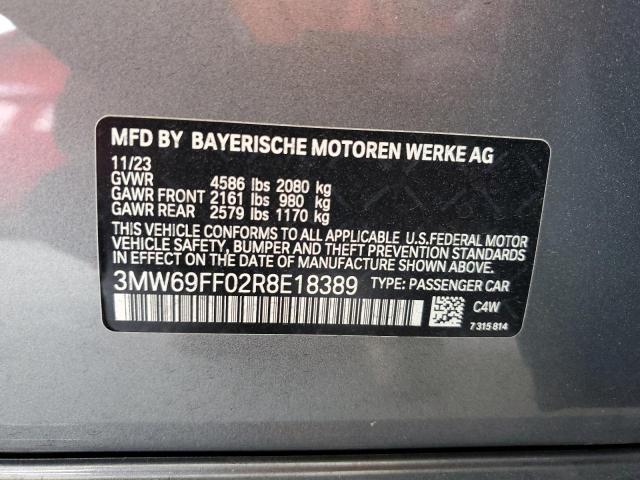 MFD BY BAYERISCHE MOTOREN WERKE AG
11/23
GVWR 4586 lbs 2080 kg
GAWR FRONT 2161 lbs 980 kg
GAWR REAR 2579 lbs 1170 kg
THIS VEHICLE CONFORMS TO ALL APPLICABLE U.S.FEDERAL MOTOR
VEHICLE SAFETY, BUMPER AND THEFT PREVENTION STANDARDS
IN EFFECT ON THE DATE OF MANUFACTURE SHOWN ABOVE.
3MW69FF02R8E18389 TYPE: PASSENGER CAR
C4W
7 315 814